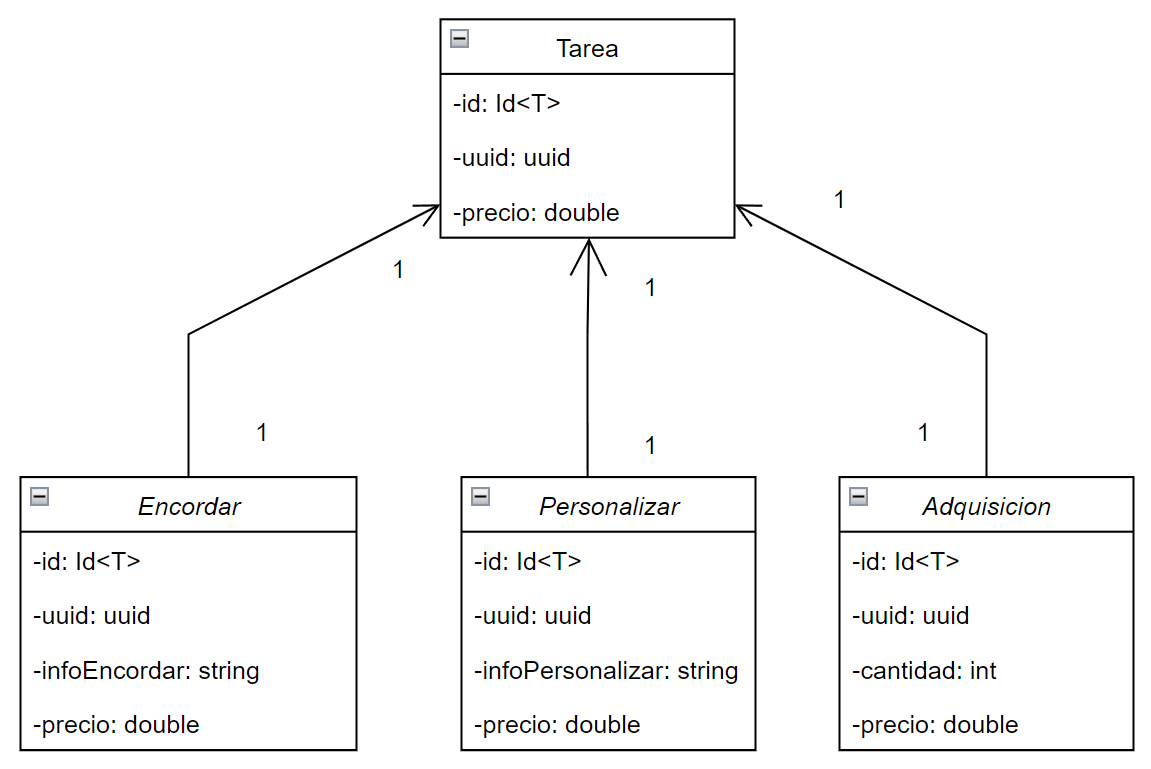 Tarea
-id: Id<T>
-uuid: uuid
-precio: double
1
1
1
1
1
1
Encordar
-id: Id<T>
-uuid: uuid
-infoEncordar: string
-precio: double
Personalizar
-id: Id<T>
-uuid: uuid
-infoPersonalizar: string
-precio: double
Adquisicion
-id: Id<T>
-uuid: uuid
-cantidad: int
-precio: double